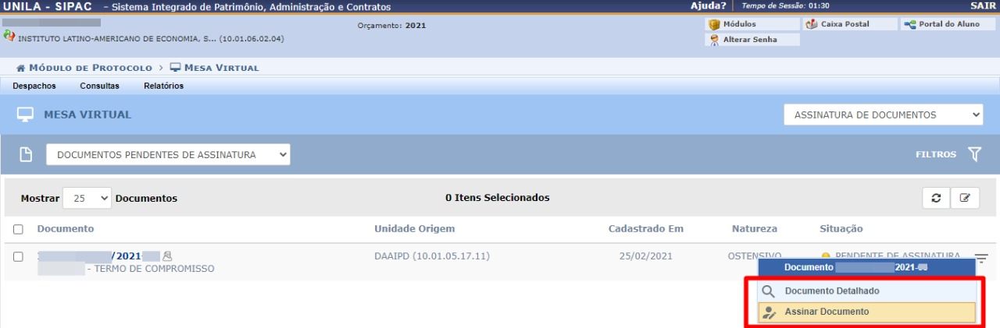 UNILA - SIPAC - Sistema Integrado de Patrimônio, Administração e Contratos Ajuda? Tempo de Sessão: 01:30 SAIR
Orçamento: 2021 Módulos Caixa Postal Portal do Aluno
INSTITUTO LATINO-AMERICANO DE ECONOMIA, S... (10.01.06.02.04) Alterar Senha
MÓDULO DE PROTOCOLO > MESA VIRTUAL
Despachos Consultas Relatórios
MESA VIRTUAL ASSINATURA DE DOCUMENTOS
DOCUMENTOS PENDENTES DE ASSINATURA FILTROS
Mostrar 25 Documentos 0 Itens Selecionados
Documento Unidade Origem Cadastrado Em Natureza Situação
/2021- DAAIPD (10.01.05.17.11) 25/02/2021 OSTENSIVO PENDENTE DE ASSINATURA
- TERMO DE COMPROMISSO
Documento 2021-
Documento Detalhado
Assinar Documento